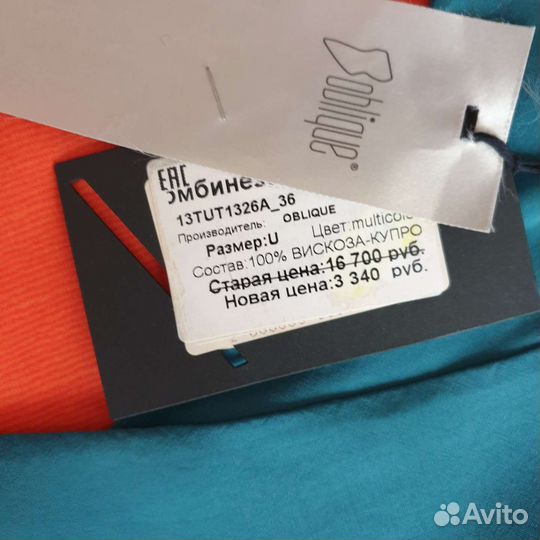 oblique®
EAC
омбинез
13TUT1326A_36
Производитель: OBLIQUE
Размер:U Цвет:multicolo
Состав:100% ВИСКОЗА-КУПРО
Старая цена:16 700 руб.
Новая цена:3 340 руб.
Avito